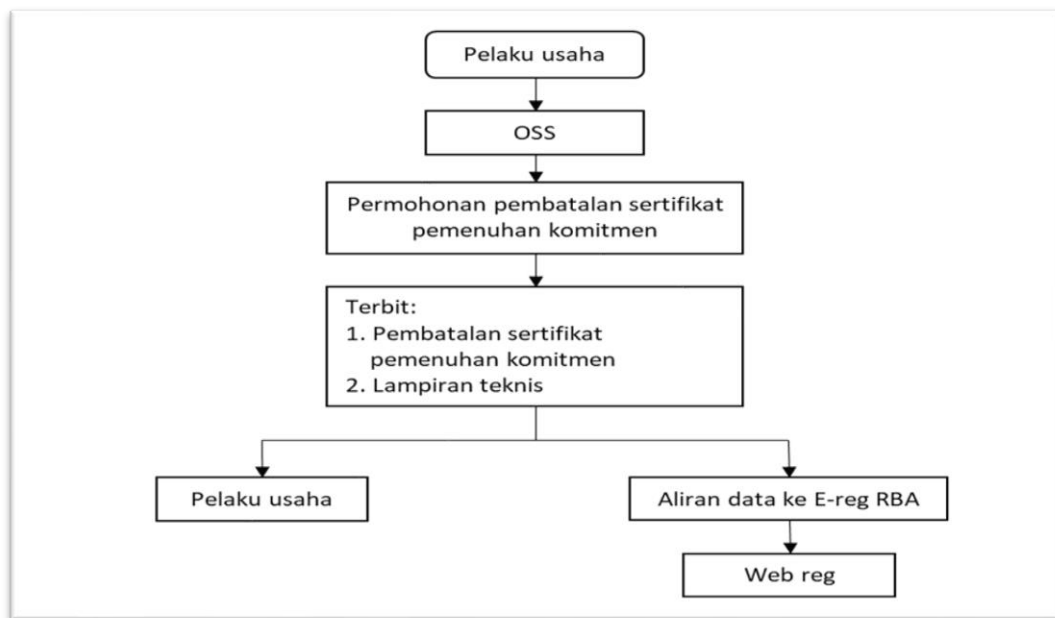 Pelaku usaha
OSS
Permohonan pembatalan sertifikat
pemenuhan komitmen
Terbit:
1. Pembatalan sertifikat
pemenuhan komitmen
2. Lampiran teknis
Pelaku usaha
Aliran data ke E-reg RBA
Web reg